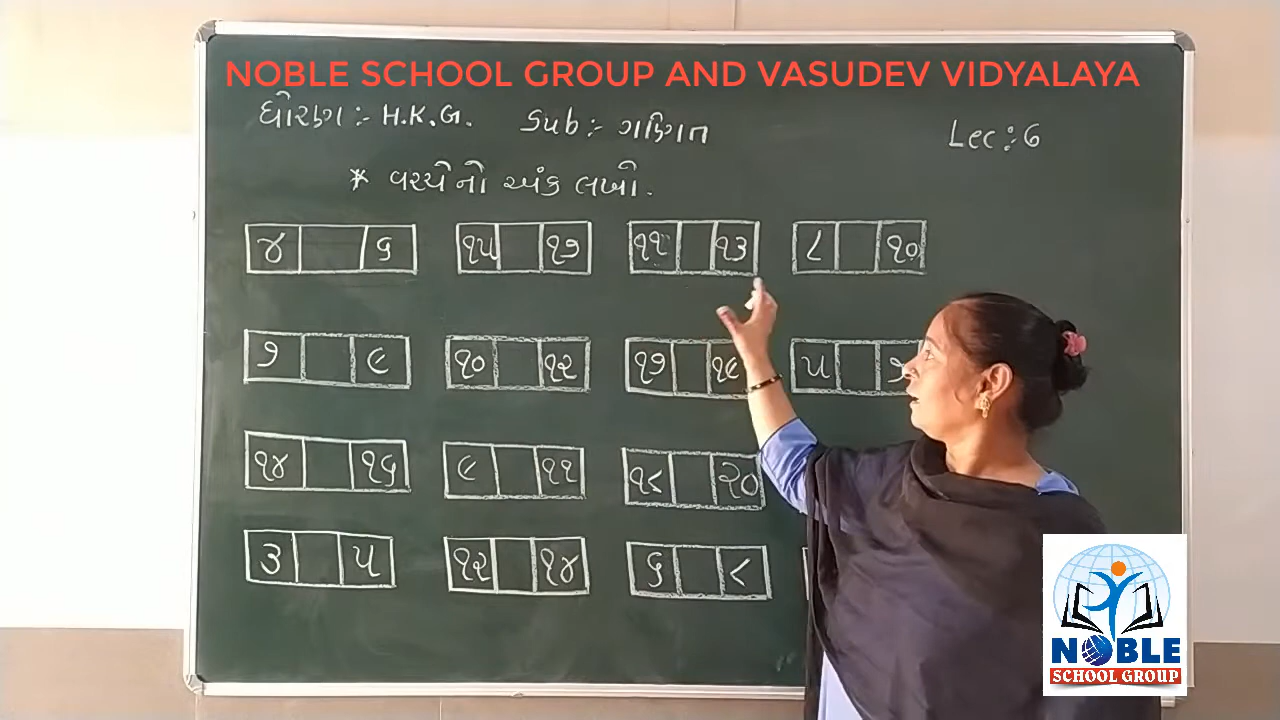 NOBLE SCHOOL GROUP AND VASUDEV VIDYALAYA
ધોરણ :- H.K.G. Sub :- ગણિત Lec : 6
* વચ્ચેનો અંક લખો.
૪ ૬ ૧૫ ૧૭ ૧૧ ૧૩ ૮ ૧૦
૭ ૯ ૧૦ ૧૨ ૧૭ ૧૯ ૫
૧૪ ૧૬ ૯ ૧૧ ૧૮ ૨૦
૩ ૫ ૧૨ ૧૪ ૬ ૮
NOBLE
SCHOOL GROUP